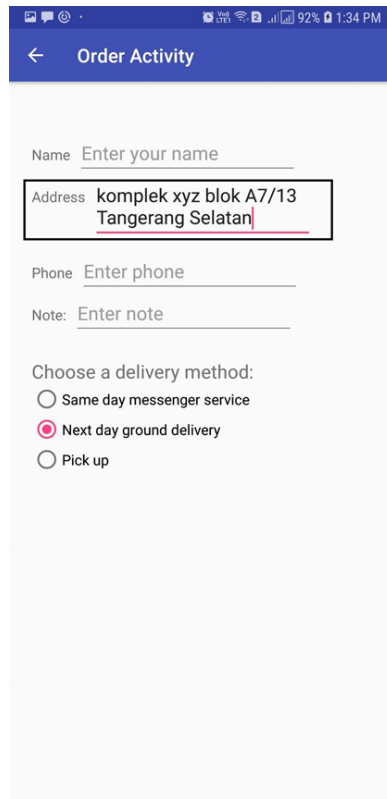 92% 1:34 PM
Order Activity
Name Enter your name
Address komplek xyz blok A7/13
Tangerang Selatan
Phone Enter phone
Note: Enter note
Choose a delivery method:
Same day messenger service
Next day ground delivery
Pick up